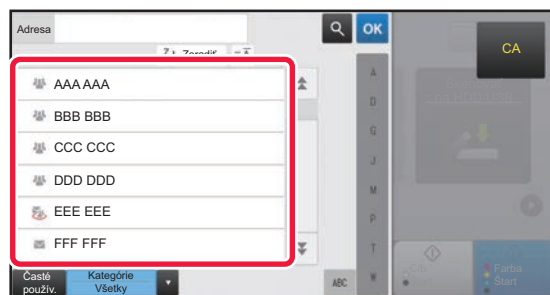 Adresa
OK
CA
Zoradiť
AAA AAA
BBB BBB
CCC CCC
DDD DDD
EEE EEE
FFF FFF
A
D
G
J
M
P
T
W
Časté
použív.
Kategórie
Všetky
ABC
Farba
Štart